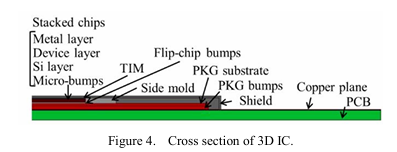 Stacked chips
Metal layer
Device layer
Si layer
Micro-bumps
TIM
Flip-chip bumps
Side mold
PKG substrate
PKG bumps
Shield
Copper plane
PCB
Figure 4. Cross section of 3D IC.